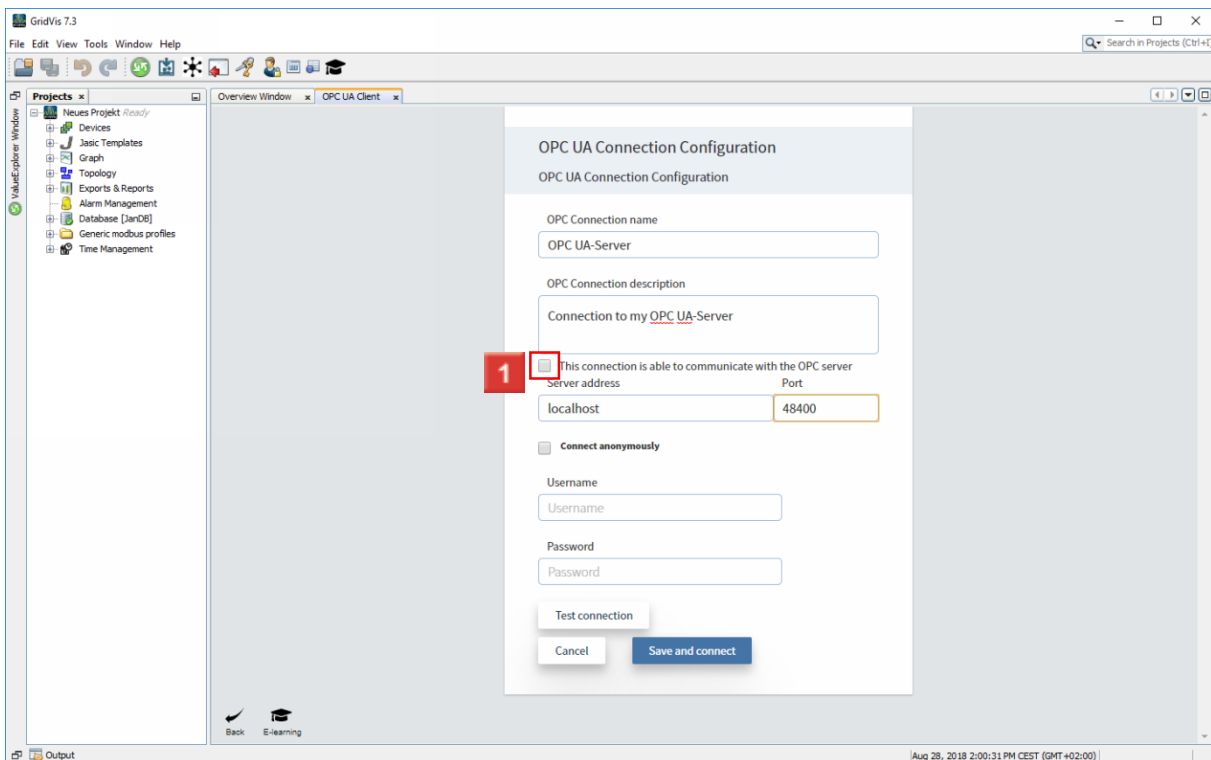 GridVis 7.3
File Edit View Tools Window Help
Search in Projects (Ctrl+I)
Projects
Overview Window
OPC UA Client
ValueExplorer Window
Neues Projekt Ready
Devices
Jasic Templates
Graph
Topology
Exports & Reports
Alarm Management
Database [JanDB]
Generic modbus profiles
Time Management
OPC UA Connection Configuration
OPC UA Connection Configuration
OPC Connection name
OPC UA-Server
OPC Connection description
Connection to my OPC UA-Server
1
This connection is able to communicate with the OPC server
Server address Port
localhost 48400
Connect anonymously
Username
Username
Password
Password
Test connection
Cancel Save and connect
Back E-learning
Output
Aug 28, 2018 2:00:31 PM CEST (GMT+02:00)